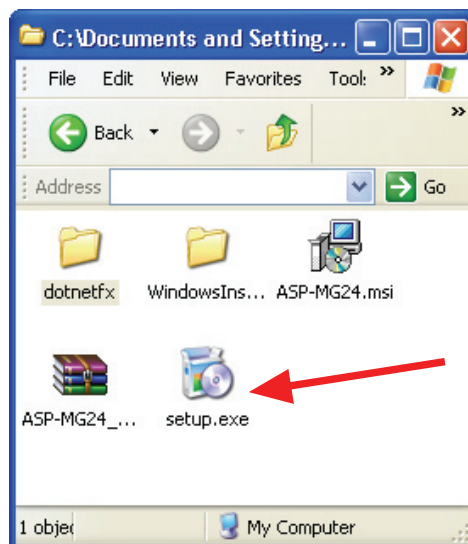 C:\Documents and Setting...
File Edit View Favorites Tool: »
Back »
Address Go
dotnetfx WindowsIns... ASP-MG24.msi
ASP-MG24_... setup.exe
1 objec My Computer